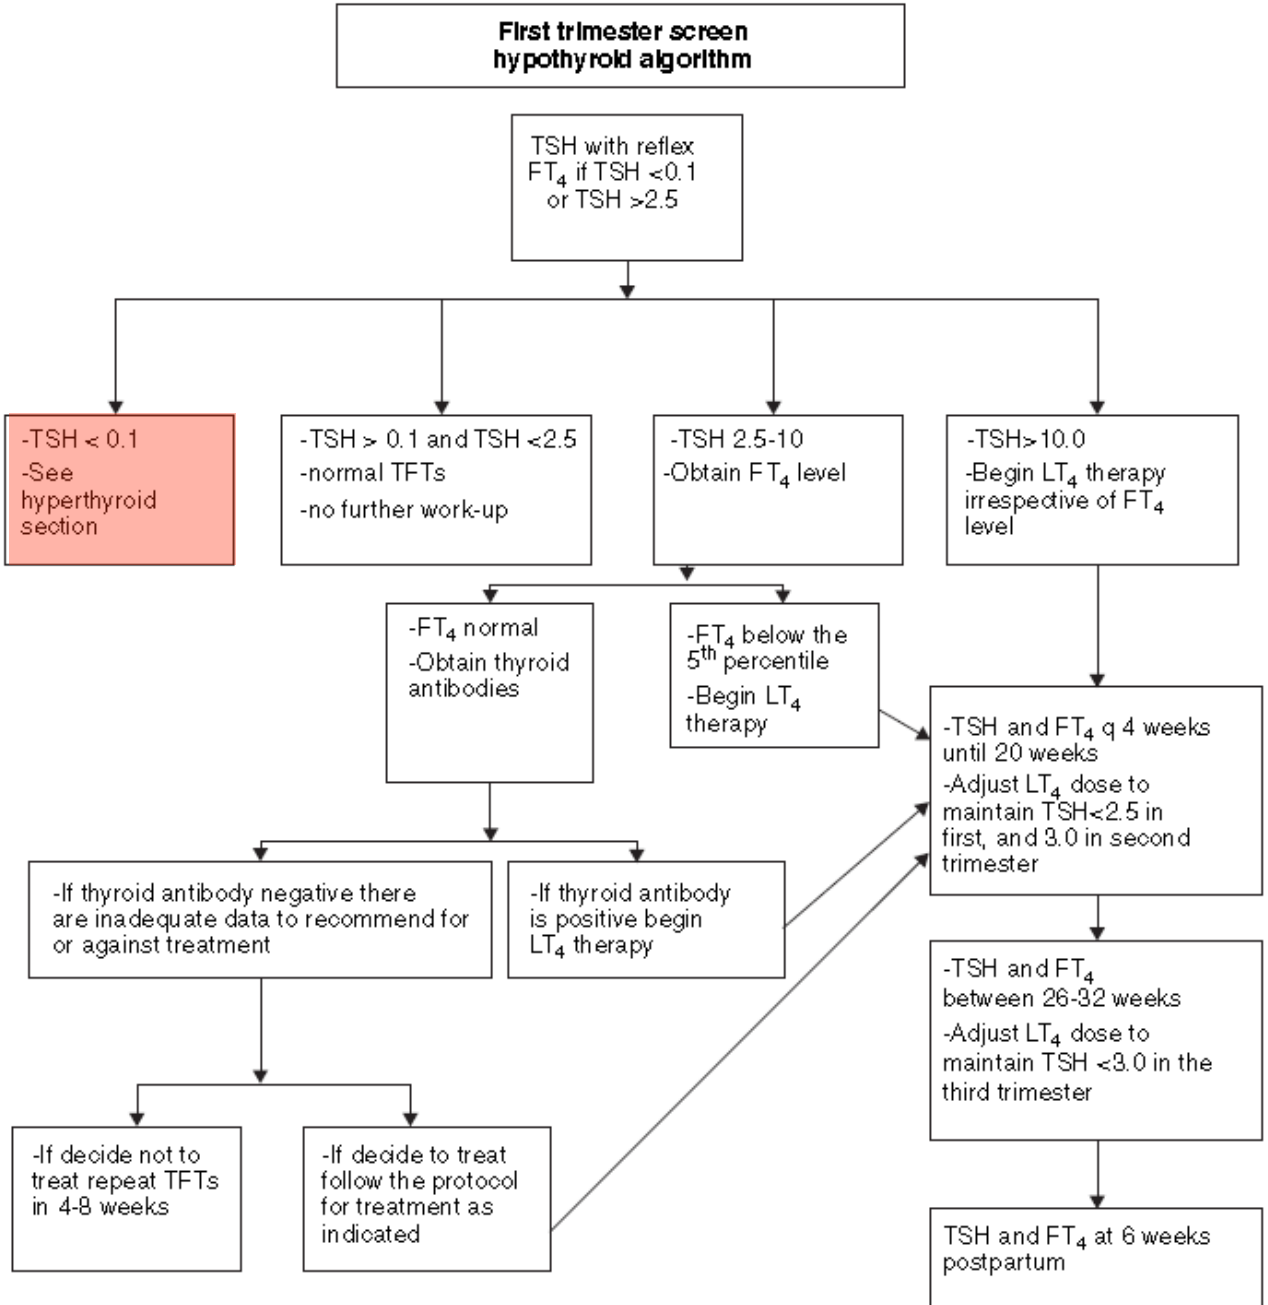 First trimester screen
hypothyroid algorithm
TSH with reflex
FT₄ if TSH <0.1
or TSH >2.5
-TSH < 0.1
-See
hyperthyroid
section
-TSH > 0.1 and TSH <2.5
-normal TFTs
-no further work-up
-TSH 2.5-10
-Obtain FT₄ level
-TSH> 10.0
-Begin LT₄ therapy
irrespective of FT₄
level
-FT₄ normal
-Obtain thyroid
antibodies
-FT₄ below the
5th percentile
-Begin LT₄
therapy
-TSH and FT₄ q 4 weeks
until 20 weeks
-Adjust LT₄ dose to
maintain TSH<2.5 in
first, and 3.0 in second
trimester
-If thyroid antibody negative there
are inadequate data to recommend for
or against treatment
-If thyroid antibody
is positive begin
LT₄ therapy
-TSH and FT₄
between 26-32 weeks
-Adjust LT₄ dose to
maintain TSH <3.0 in the
third trimester
-If decide not to
treat repeat TFTs
in 4-8 weeks
-If decide to treat
follow the protocol
for treatment as
indicated
TSH and FT₄ at 6 weeks
postpartum